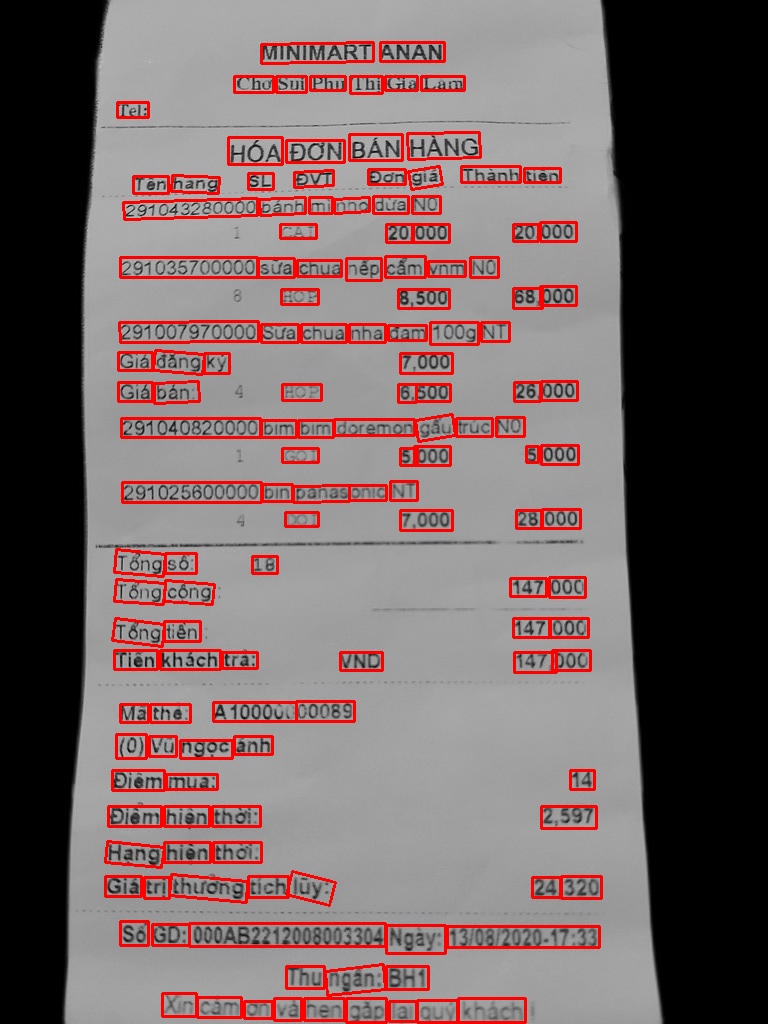 MINIMART ANAN
Chợ Sủi Phú Thị Gia Lâm
Tel:
HÓA ĐƠN BÁN HÀNG
Tên hàng SL ĐVT Đơn giá Thành tiền
291043280000 bánh mì nho dừa N0
1 CAI 20,000 20,000
291035700000 sữa chua nếp cẩm vnm N0
8 HOP 8,500 68,000
291007970000 Sữa chua nha đam 100g NT
Giá đăng ký 7,000
Giá bán: 4 HOP 6,500 26,000
291040820000 bim bim doremon gấu trúc N0
1 GOI 5,000 5,000
291025600000 bin panasonic NT
4 DOI 7,000 28,000
Tổng số: 18
Tổng cộng: 147,000
Tổng tiền : 147,000
Tiền khách trả: VND 147,000
Mã thẻ: A10000000089
(0) Vũ ngọc ánh
Điểm mua: 14
Điểm hiện thời: 2,597
Hạng hiện thời:
Giá trị thưởng tích lũy: 24,320
Số GD: 000AB2212008003304 Ngày: 13/08/2020-17:33
Thu ngân: BH1
Xin cảm ơn và hẹn gặp lại quý khách !